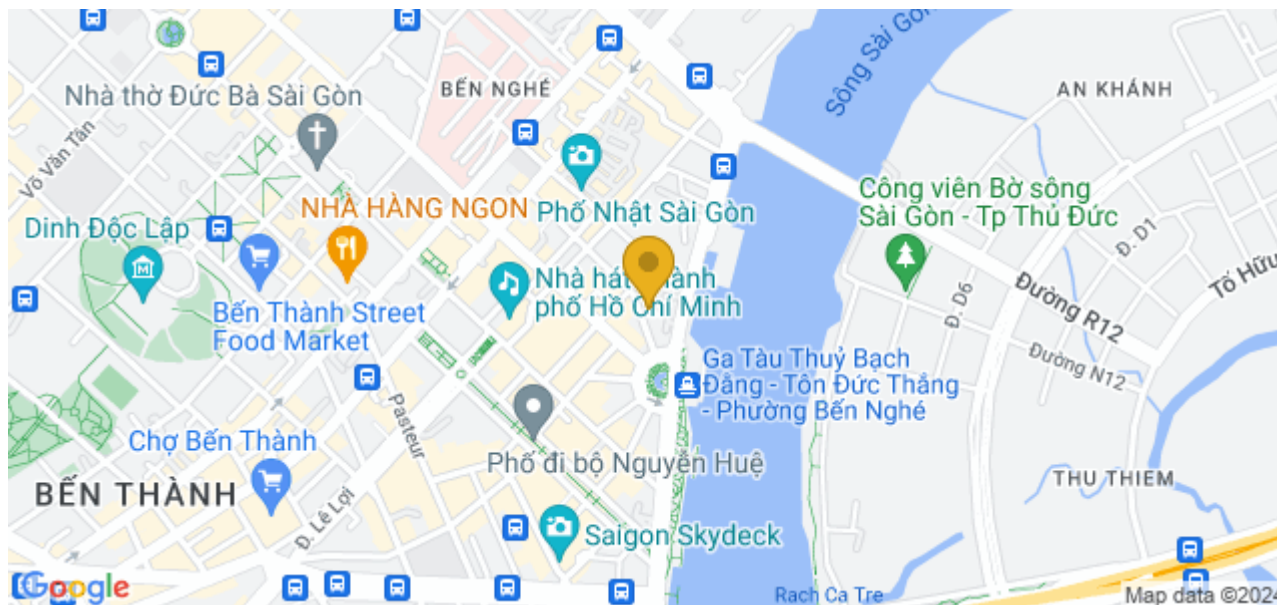 Sông Sài Gòn
BẾN NGHÉ
AN KHÁNH
Nhà thờ Đức Bà Sài Gòn
Võ Văn Tần
Công viên Bờ sông
Sài Gòn - Tp Thủ Đức
NHÀ HÀNG NGON
Phố Nhật Sài Gòn
Dinh Độc Lập
Đ. D1
Tố Hữu
Đ. D6
Đường R12
Nhà hát Thành
phố Hồ Chí Minh
Bến Thành Street
Food Market
Đường N12
Ga Tàu Thuỷ Bạch
Đằng - Tôn Đức Thắng
- Phường Bến Nghé
Pasteur
Chợ Bến Thành
Phố đi bộ Nguyễn Huệ
BẾN THÀNH
THU THIEM
Đ. Lê Lợi
Saigon Skydeck
Google
Rach Ca Tre
Map data ©2024